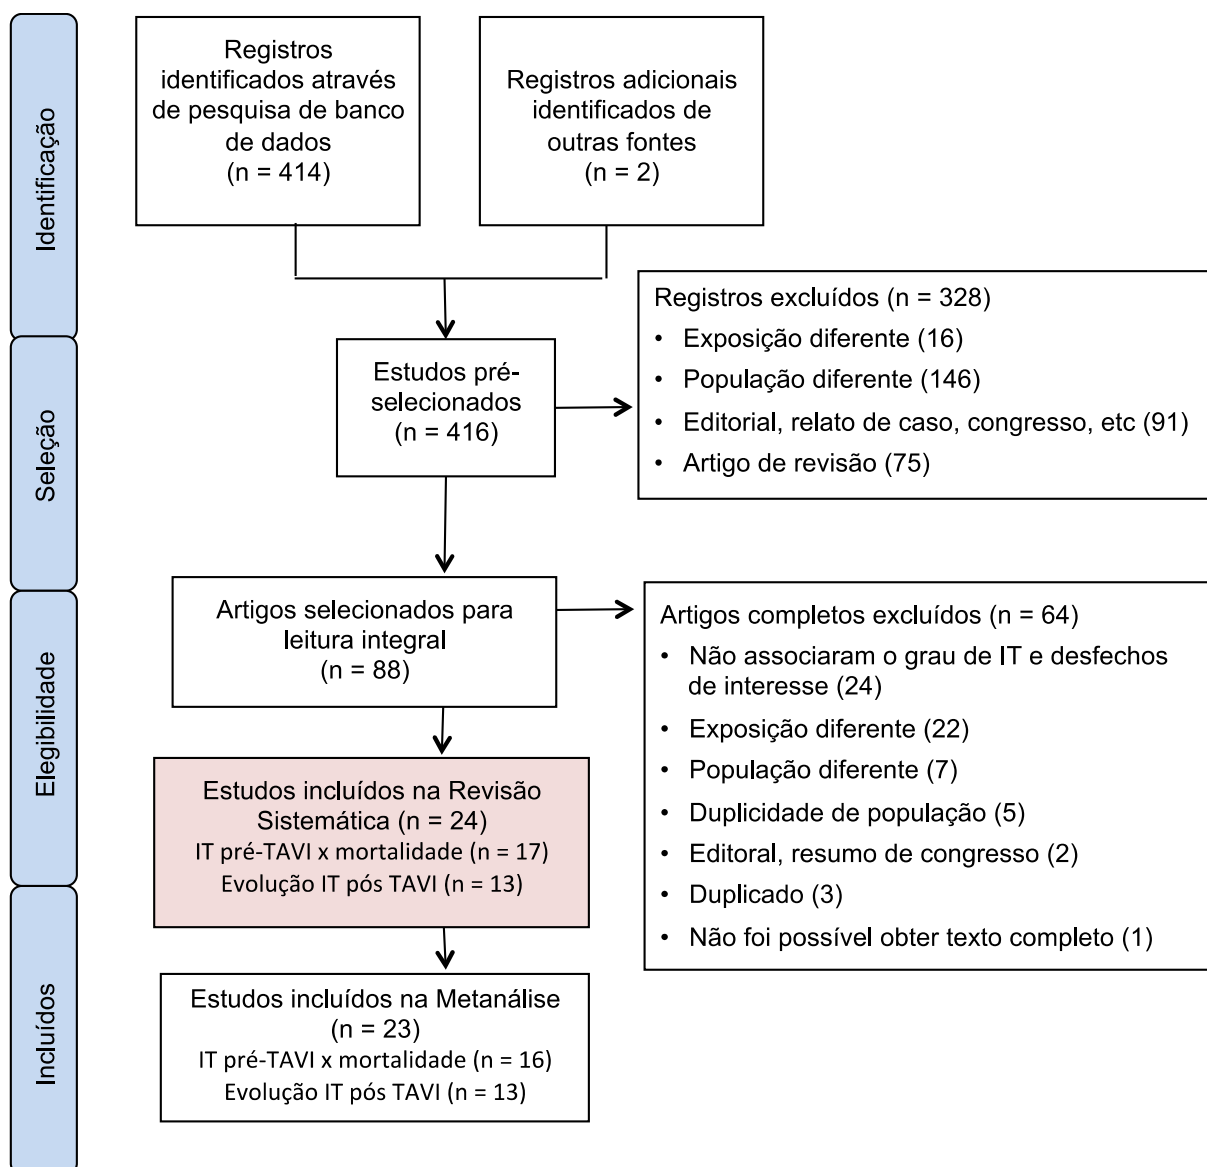 Identificação
Registros
identificados através
de pesquisa de banco
de dados
(n = 414)
Registros adicionais
identificados de
outras fontes
(n = 2)
Registros excluídos (n = 328)
• Exposição diferente (16)
• População diferente (146)
• Editorial, relato de caso, congresso, etc (91)
• Artigo de revisão (75)
Seleção
Estudos pré-
selecionados
(n = 416)
Elegibilidade
Artigos selecionados para
leitura integral
(n = 88)
Artigos completos excluídos (n = 64)
• Não associaram o grau de IT e desfechos
de interesse (24)
• Exposição diferente (22)
• População diferente (7)
• Duplicidade de população (5)
• Editoral, resumo de congresso (2)
• Duplicado (3)
• Não foi possível obter texto completo (1)
Estudos incluídos na Revisão
Sistemática (n = 24)
IT pré-TAVI x mortalidade (n = 17)
Evolução IT pós TAVI (n = 13)
Incluídos
Estudos incluídos na Metanálise
(n = 23)
IT pré-TAVI x mortalidade (n = 16)
Evolução IT pós TAVI (n = 13)